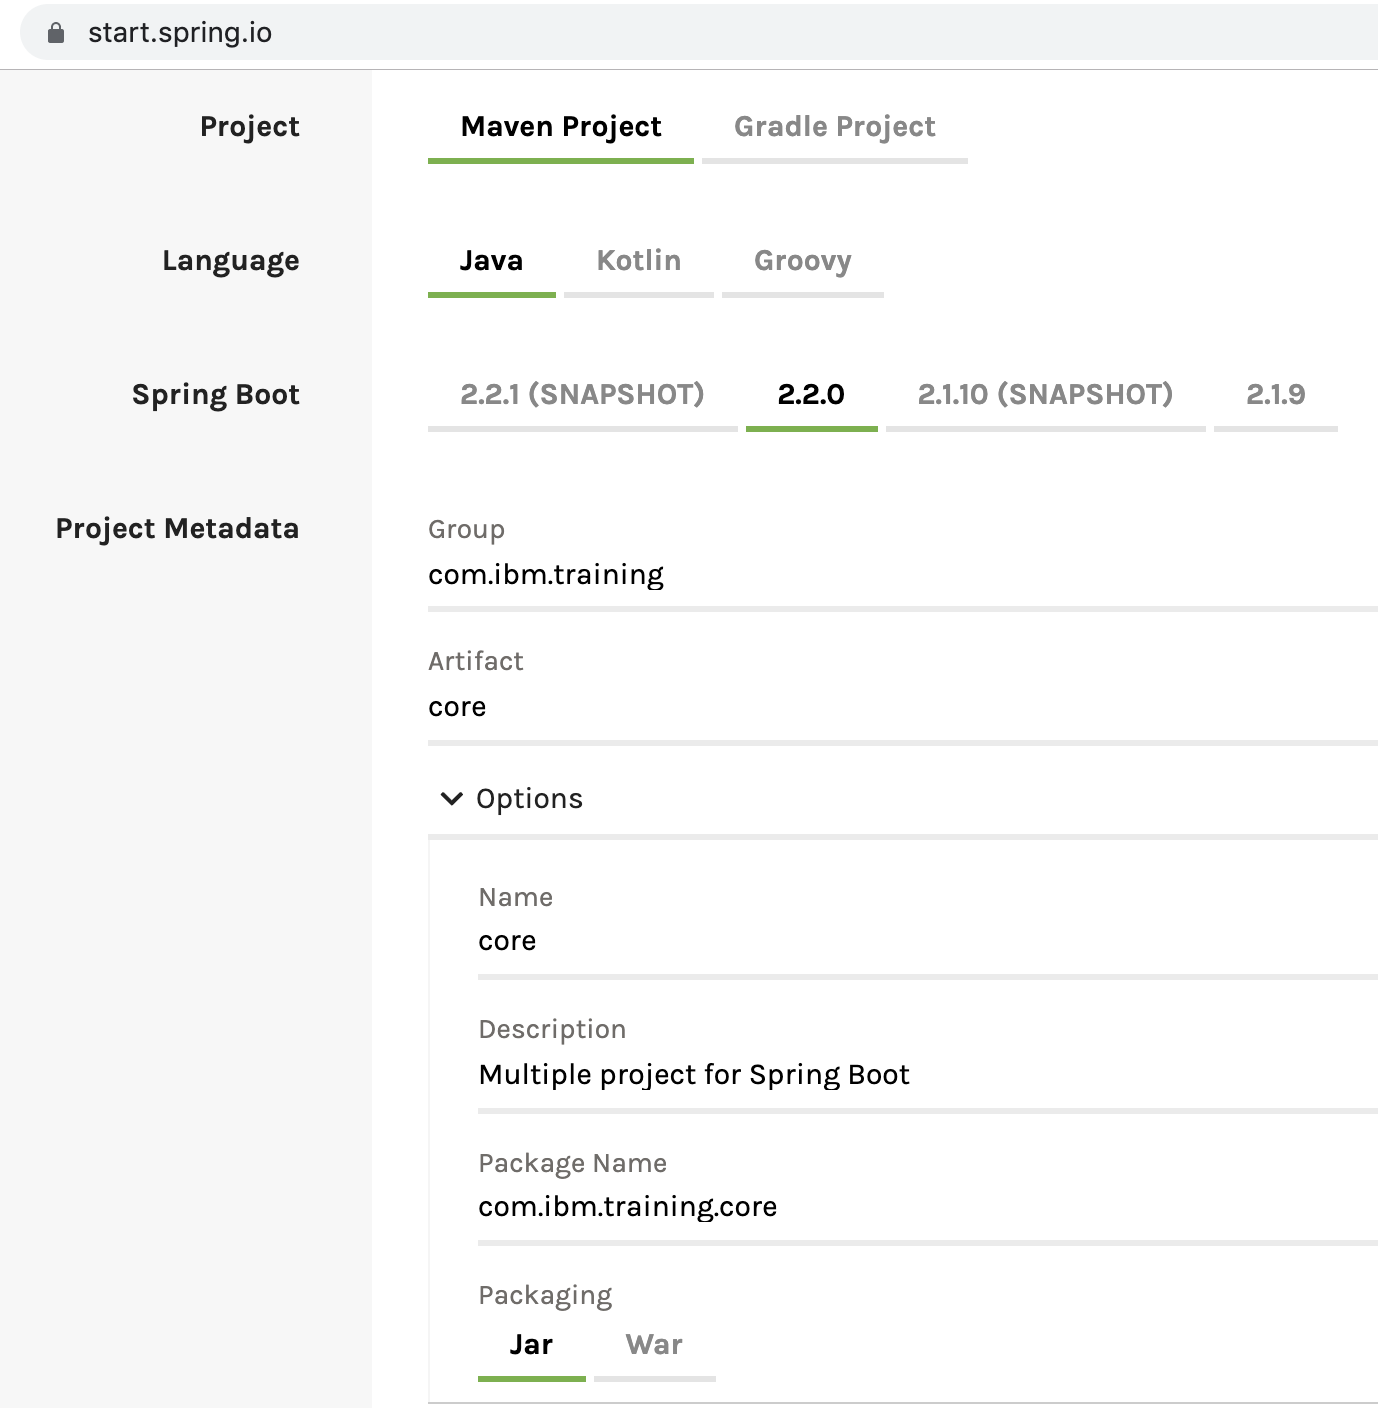 start.spring.io
Project
Maven Project Gradle Project
Language
Java Kotlin Groovy
Spring Boot
2.2.1 (SNAPSHOT) 2.2.0 2.1.10 (SNAPSHOT) 2.1.9
Project Metadata
Group
com.ibm.training
Artifact
core
Options
Name
core
Description
Multiple project for Spring Boot
Package Name
com.ibm.training.core
Packaging
Jar War